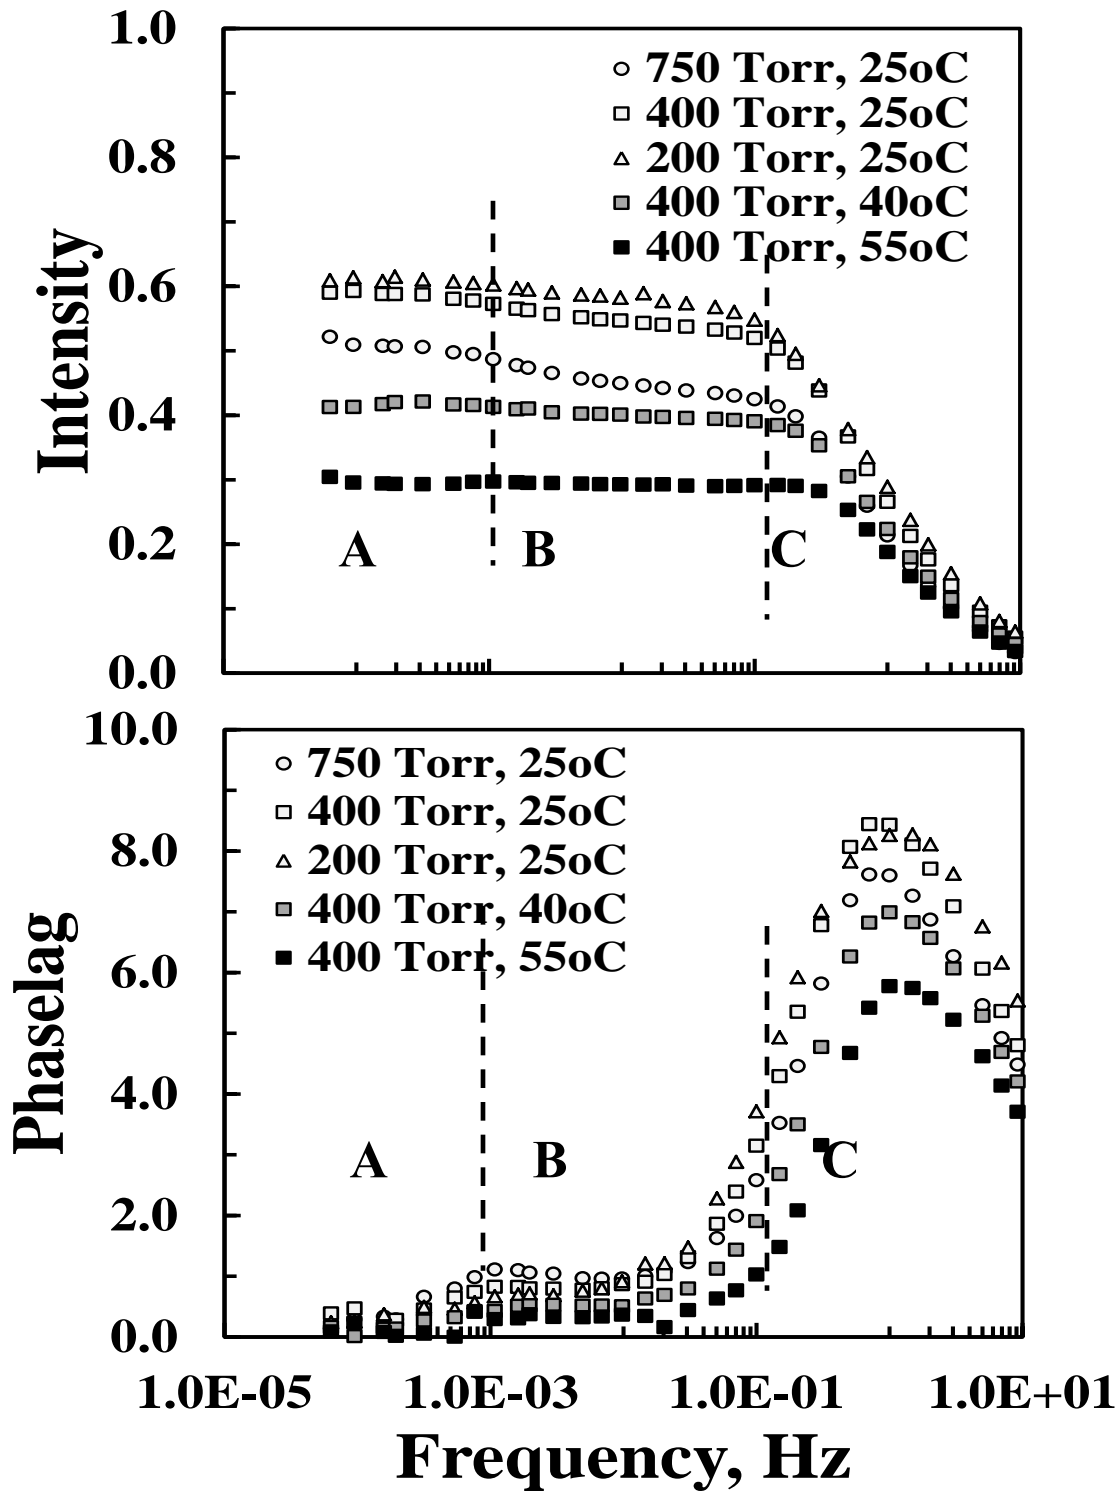 1.0
0.8
0.6
0.4
0.2
0.0
Intensity
750 Torr, 25oC
400 Torr, 25oC
200 Torr, 25oC
400 Torr, 40oC
400 Torr, 55oC
A B C
10.0
8.0
6.0
4.0
2.0
0.0
Phaselag
750 Torr, 25oC
400 Torr, 25oC
200 Torr, 25oC
400 Torr, 40oC
400 Torr, 55oC
A B C
1.0E-05 1.0E-03 1.0E-01 1.0E+01
Frequency, Hz